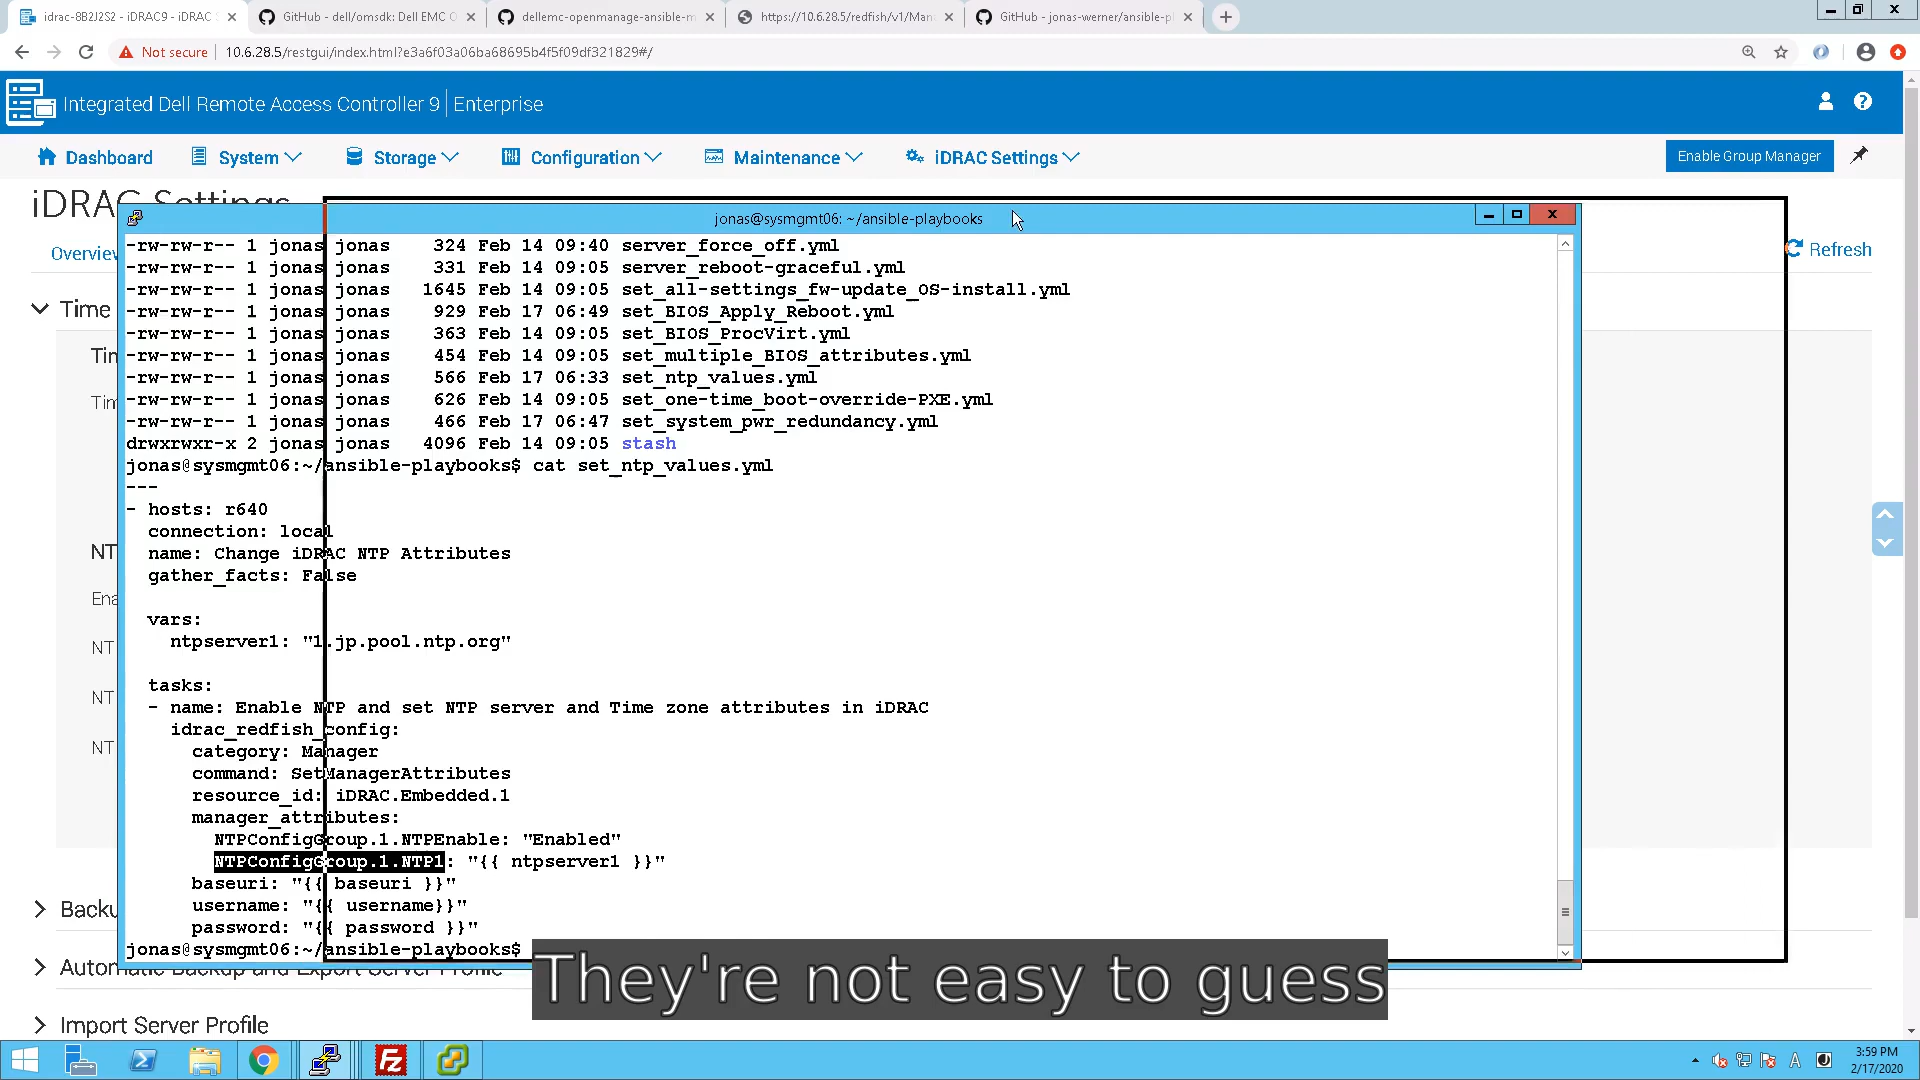 idrac-8B2J2S2 - iDRAC9 - iDRAC S
GitHub - dell/omsdk: Dell EMC O
dellemc-openmanage-ansible-m
https://10.6.28.5/redfish/v1/Man
GitHub - jonas-werner/ansible-p
Not secure
10.6.28.5/restgui/index.html?e3a6f03a06ba68695b4f5f09df321829#/
Integrated Dell Remote Access Controller 9 | Enterprise
Dashboard
System
Storage
Configuration
Maintenance
iDRAC Settings
Enable Group Manager
iDRAC Settings
jonas@sysmgmt06: ~/ansible-playbooks
Overview
Refresh
-rw-rw-r-- 1 jonas jonas 324 Feb 14 09:40 server_force_off.yml
-rw-rw-r-- 1 jonas jonas 331 Feb 14 09:05 server_reboot-graceful.yml
-rw-rw-r-- 1 jonas jonas 1645 Feb 14 09:05 set_all-settings_fw-update_OS-install.yml
-rw-rw-r-- 1 jonas jonas 929 Feb 17 06:49 set_BIOS_Apply_Reboot.yml
-rw-rw-r-- 1 jonas jonas 363 Feb 14 09:05 set_BIOS_ProcVirt.yml
-rw-rw-r-- 1 jonas jonas 454 Feb 14 09:05 set_multiple_BIOS_attributes.yml
-rw-rw-r-- 1 jonas jonas 566 Feb 17 06:33 set_ntp_values.yml
-rw-rw-r-- 1 jonas jonas 626 Feb 14 09:05 set_one-time_boot-override-PXE.yml
-rw-rw-r-- 1 jonas jonas 466 Feb 17 06:47 set_system_pwr_redundancy.yml
drwxrwxr-x 2 jonas jonas 4096 Feb 14 09:05 stash
jonas@sysmgmt06:~/ansible-playbooks$ cat set_ntp_values.yml
---
- hosts: r640
  connection: local
  name: Change iDRAC NTP Attributes
  gather_facts: False
  vars:
    ntpserver1: "1.jp.pool.ntp.org"
  tasks:
  - name: Enable NTP and set NTP server and Time zone attributes in iDRAC
    idrac_redfish_config:
      category: Manager
      command: SetManagerAttributes
      resource_id: iDRAC.Embedded.1
      manager_attributes:
        NTPConfigGroup.1.NTPEnable: "Enabled"
        NTPConfigGroup.1.NTP1: "{{ ntpserver1 }}"
      baseuri: "{{ baseuri }}"
      username: "{{ username}}"
      password: "{{ password }}"
jonas@sysmgmt06:~/ansible-playbooks$
Time
Tim
Tim
NT
Ena
NT
NT
NT
Backu
Automatic Backup and Export Server Profile
Import Server Profile
They're not easy to guess
3:59 PM
2/17/2020